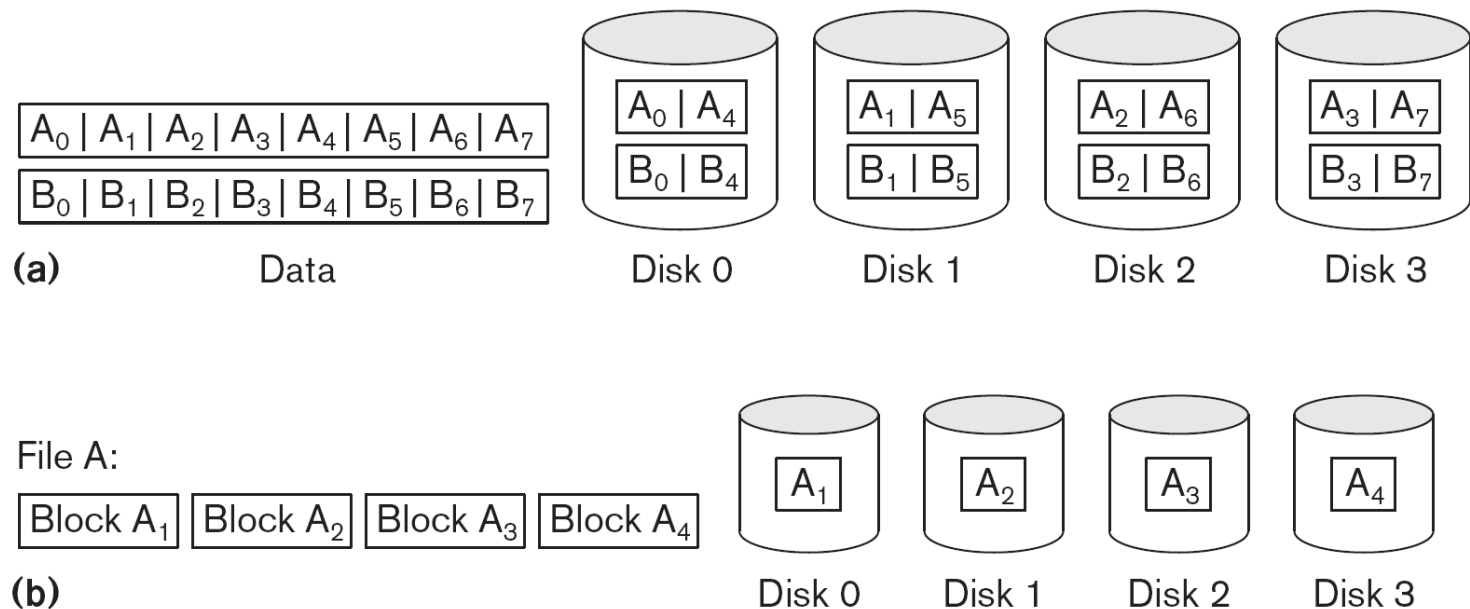 A₀ | A₁ | A₂ | A₃ | A₄ | A₅ | A₆ | A₇
B₀ | B₁ | B₂ | B₃ | B₄ | B₅ | B₆ | B₇
(a) Data
A₀ | A₄
B₀ | B₄
Disk 0
A₁ | A₅
B₁ | B₅
Disk 1
A₂ | A₆
B₂ | B₆
Disk 2
A₃ | A₇
B₃ | B₇
Disk 3
File A:
Block A₁ Block A₂ Block A₃ Block A₄
(b)
A₁
Disk 0
A₂
Disk 1
A₃
Disk 2
A₄
Disk 3